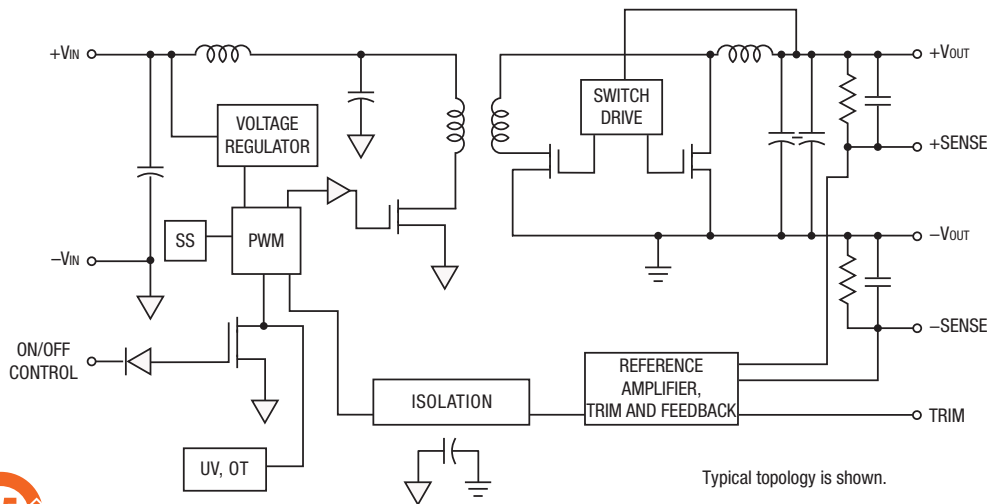 +VIN
+VOUT
VOLTAGE
REGULATOR
SWITCH
DRIVE
+SENSE
SS
PWM
−VIN
−VOUT
−SENSE
ON/OFF
CONTROL
REFERENCE
AMPLIFIER,
TRIM AND FEEDBACK
ISOLATION
TRIM
UV, OT
Typical topology is shown.